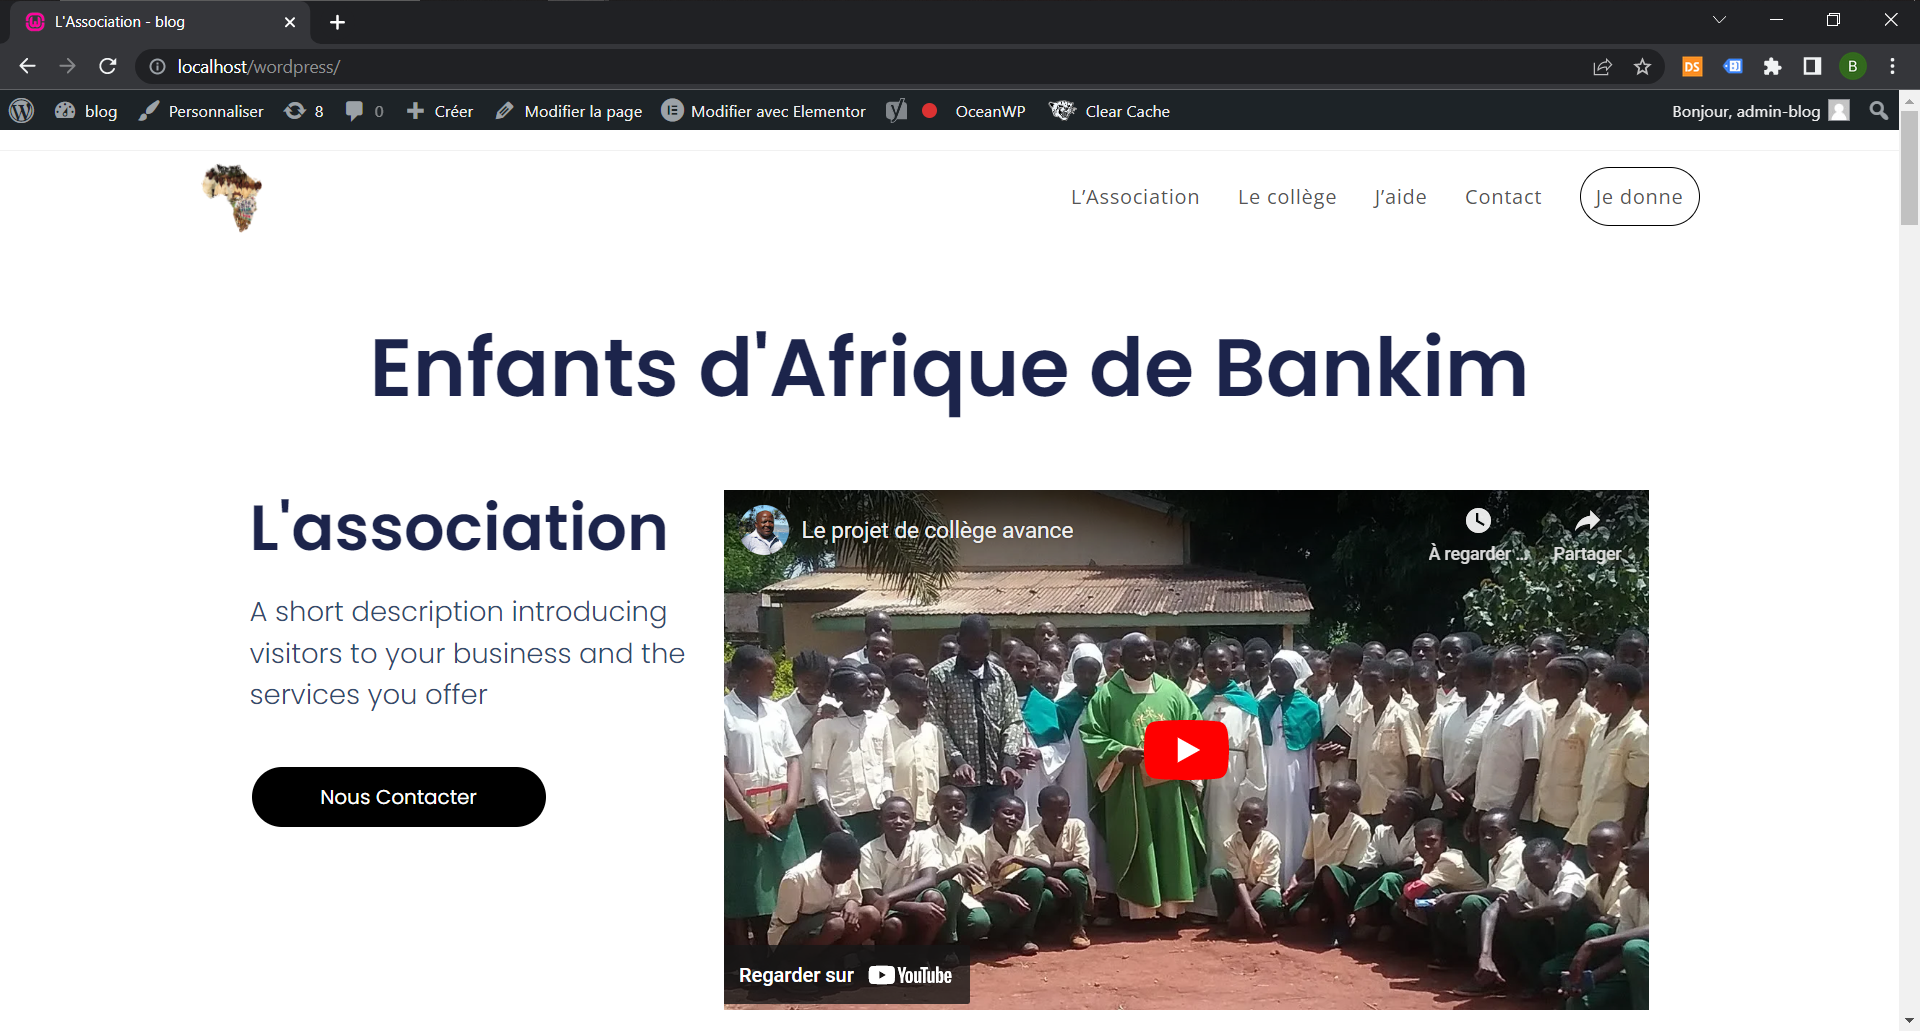 L'Association - blog
localhost/wordpress/
DS
B
blog
Personnaliser
8
0
Créer
Modifier la page
Modifier avec Elementor
OceanWP
Clear Cache
Bonjour, admin-blog
L’Association
Le collège
J’aide
Contact
Je donne
Enfants d'Afrique de Bankim
L'association
A short description introducing
visitors to your business and the
services you offer
Nous Contacter
Le projet de collège avance
À regarder ...
Partager
Regarder sur YouTube